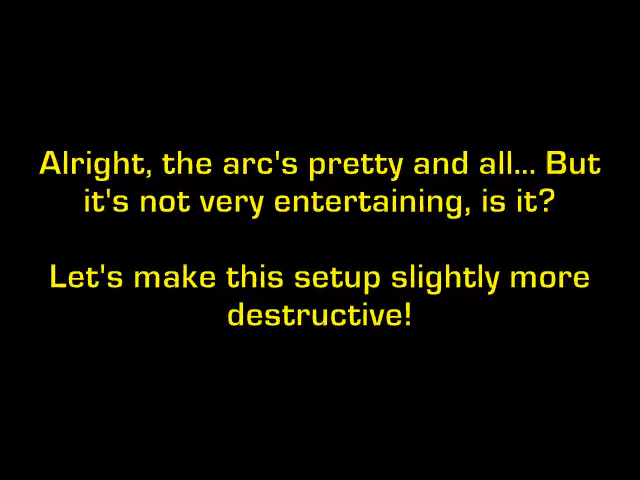 Alright, the arc's pretty and all... But
it's not very entertaining, is it?
Let's make this setup slightly more
destructive!